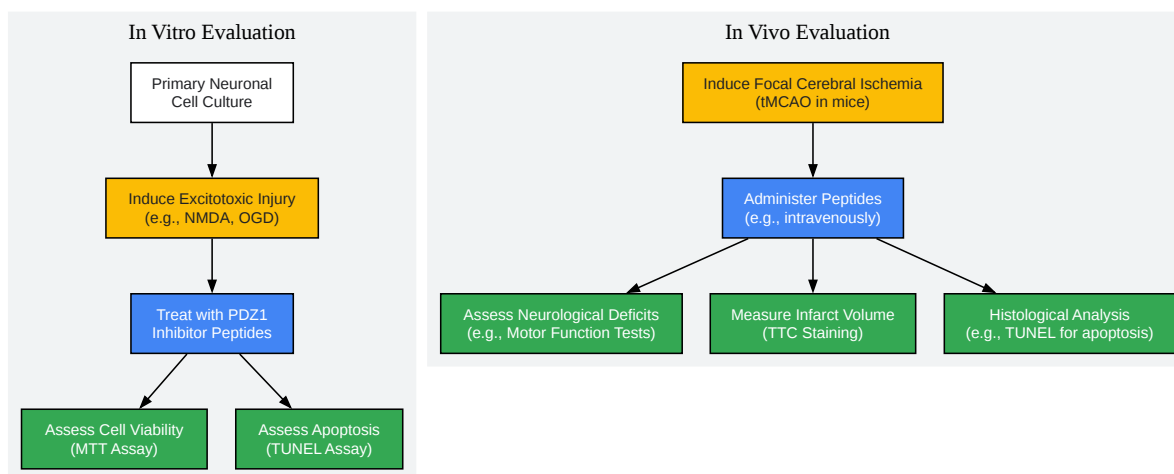 In Vitro Evaluation
Primary Neuronal
Cell Culture
Induce Excitotoxic Injury
(e.g., NMDA, OGD)
Treat with PDZ1
Inhibitor Peptides
Assess Cell Viability
(MTT Assay)
Assess Apoptosis
(TUNEL Assay)
In Vivo Evaluation
Induce Focal Cerebral Ischemia
(tMCAO in mice)
Administer Peptides
(e.g., intravenously)
Assess Neurological Deficits
(e.g., Motor Function Tests)
Measure Infarct Volume
(TTC Staining)
Histological Analysis
(e.g., TUNEL for apoptosis)